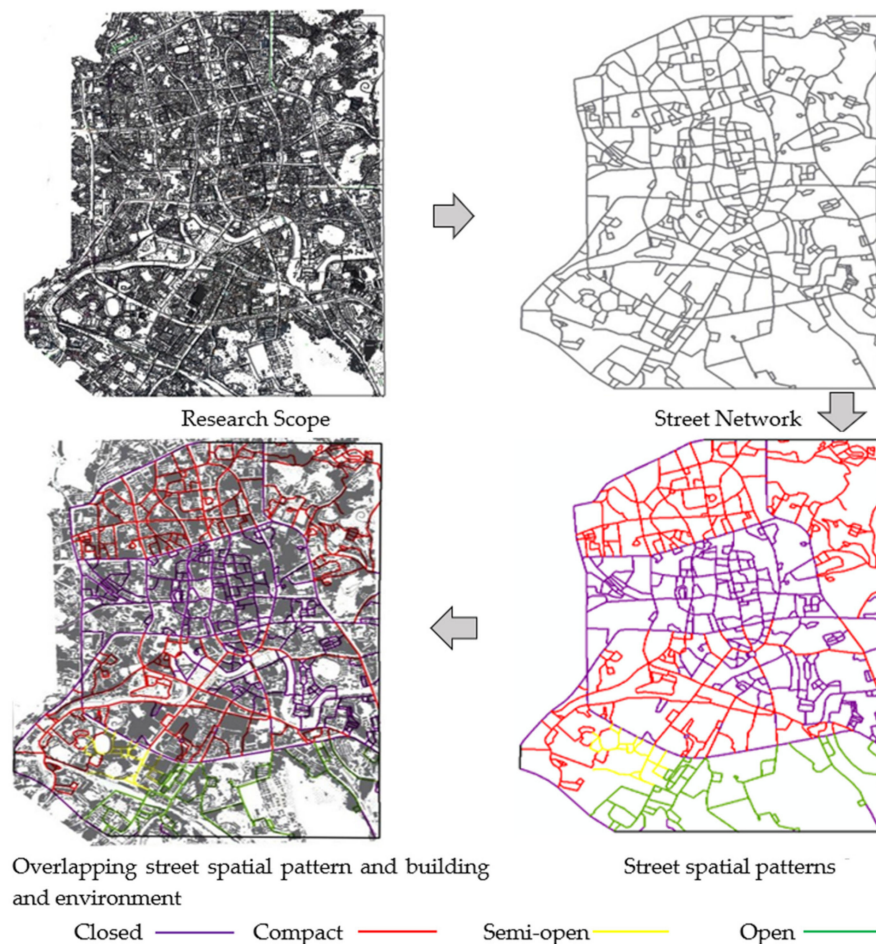 Research Scope
Street Network
Overlapping street spatial pattern and building
and environment
Street spatial patterns
Closed
Compact
Semi-open
Open